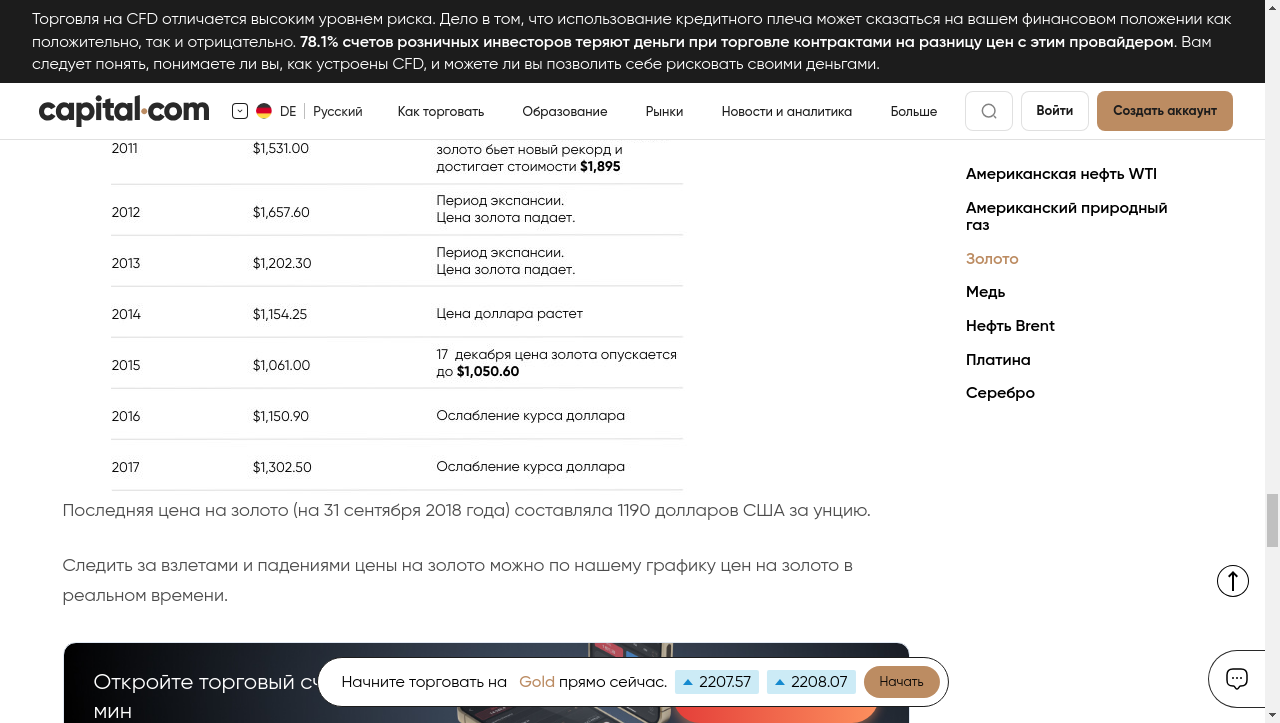 Торговля на CFD отличается высоким уровнем риска. Дело в том, что использование кредитного плеча может сказаться на вашем финансовом положении как
положительно, так и отрицательно. 78.1% счетов розничных инвесторов теряют деньги при торговле контрактами на разницу цен с этим провайдером. Вам
следует понять, понимаете ли вы, как устроены CFD, и можете ли вы позволить себе рисковать своими деньгами.
capital.com DE Русский Как торговать Образование Рынки Новости и аналитика Больше Войти Создать аккаунт
2011 $1,531.00 золото бьет новый рекорд и
достигает стоимости $1,895
2012 $1,657.60 Период экспансии.
Цена золота падает.
2013 $1,202.30 Период экспансии.
Цена золота падает.
2014 $1,154.25 Цена доллара растет
2015 $1,061.00 17 декабря цена золота опускается
до $1,050.60
2016 $1,150.90 Ослабление курса доллара
2017 $1,302.50 Ослабление курса доллара
Последняя цена на золото (на 31 сентября 2018 года) составляла 1190 долларов США за унцию.
Следить за взлетами и падениями цены на золото можно по нашему графику цен на золото в
реальном времени.
Американская нефть WTI
Американский природный
газ
Золото
Медь
Нефть Brent
Платина
Серебро
Откройте торговый сч
мин
Начните торговать на Gold прямо сейчас. 2207.57 2208.07 Начать